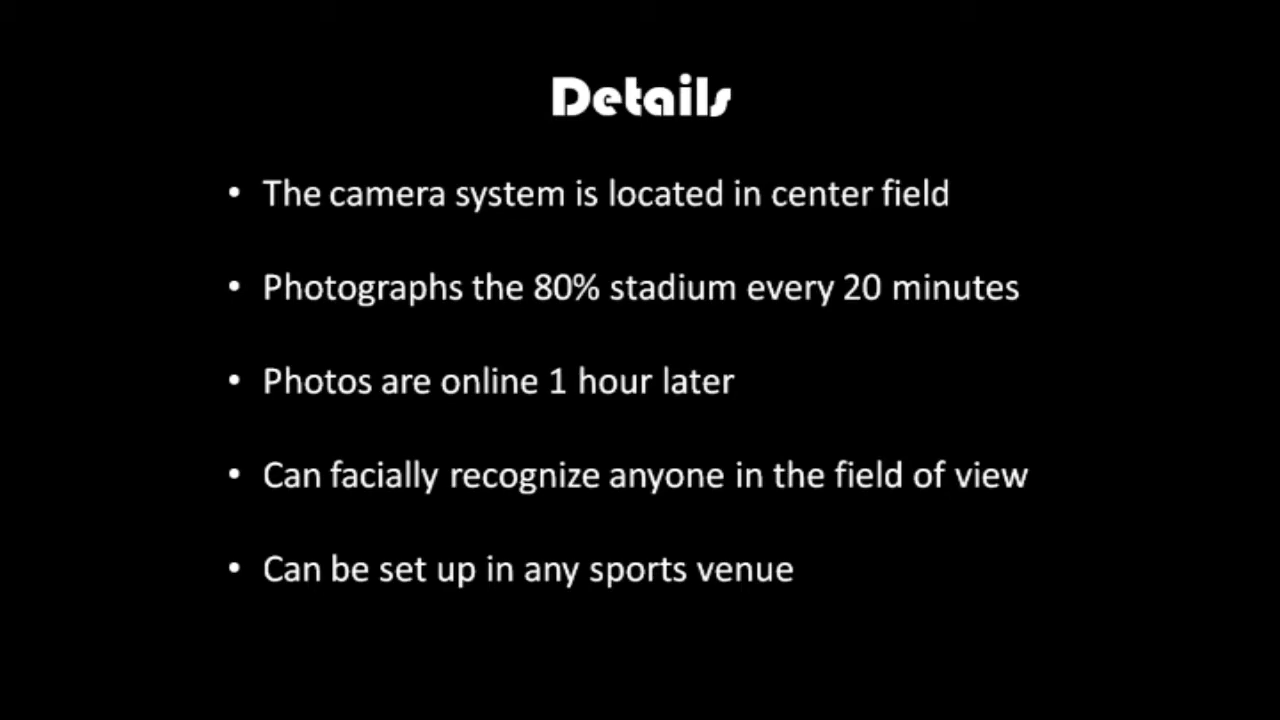 Details
• The camera system is located in center field
• Photographs the 80% stadium every 20 minutes
• Photos are online 1 hour later
• Can facially recognize anyone in the field of view
• Can be set up in any sports venue